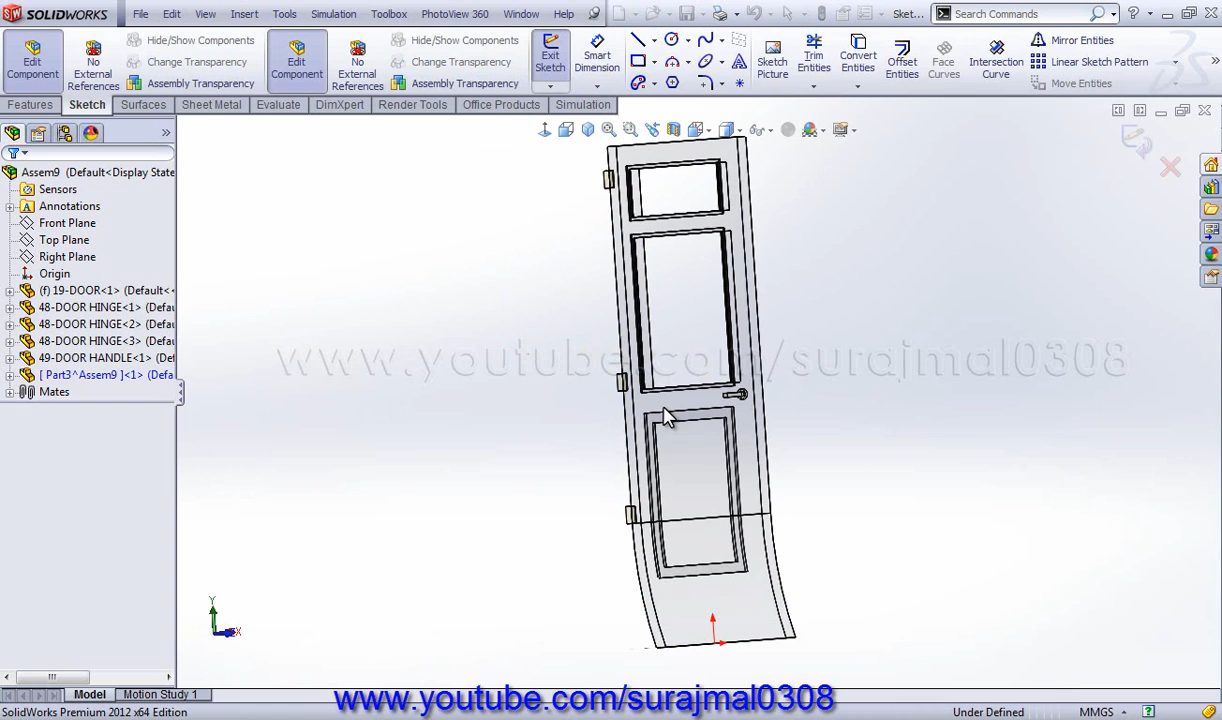 SOLIDWORKS File Edit View Insert Tools Simulation Toolbox PhotoView 360 Window Help Sket... Search Commands
Edit Component No External References Hide/Show Components Change Transparency Assembly Transparency Edit Component No External References Hide/Show Components Change Transparency Assembly Transparency Exit Sketch Smart Dimension Sketch Picture Trim Entities Convert Entities Offset Entities Face Curves Intersection Curve Mirror Entities Linear Sketch Pattern Move Entities
Features Sketch Surfaces Sheet Metal Evaluate DimXpert Render Tools Office Products Simulation
Assem9 (Default<Display State
Sensors
Annotations
Front Plane
Top Plane
Right Plane
Origin
(f) 19-DOOR<1> (Default<<
48-DOOR HINGE<1> (Defau
48-DOOR HINGE<2> (Defau
48-DOOR HINGE<3> (Defau
49-DOOR HANDLE<1> (Def
[ Part3^Assem9 ]<1> (Defa
Mates
www.youtube.com/surajmal0308
Y
X
Model Motion Study 1
www.youtube.com/surajmal0308
SolidWorks Premium 2012 x64 Edition Under Defined MMGS